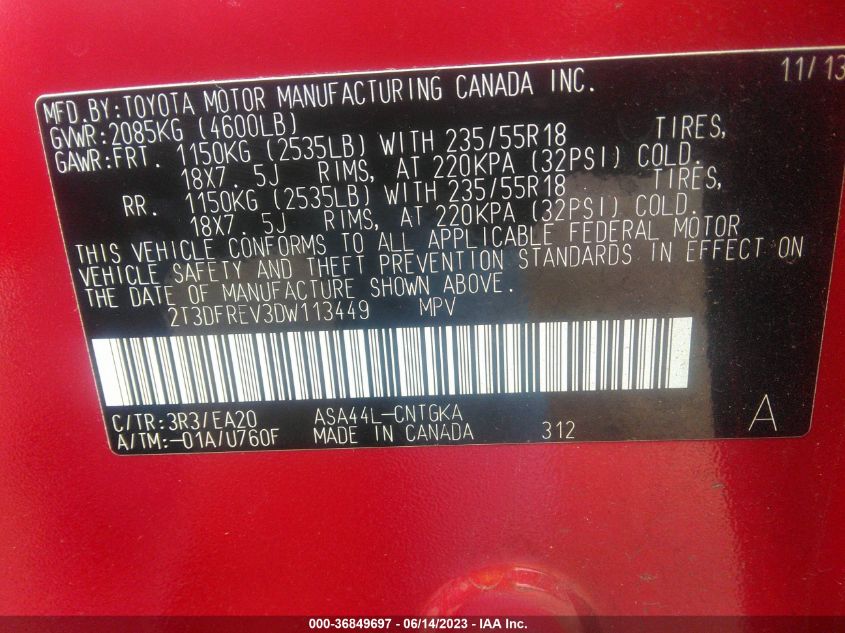 11/13
MFD.BY:TOYOTA MOTOR MANUFACTURING CANADA INC.
GVWR:2085KG (4600LB)
GAWR:FRT. 1150KG (2535LB) WITH 235/55R18 TIRES,
18X7. 5J RIMS, AT 220KPA (32PSI) COLD.
RR. 1150KG (2535LB) WITH 235/55R18 TIRES,
18X7. 5J RIMS, AT 220KPA (32PSI) COLD.
THIS VEHICLE CONFORMS TO ALL APPLICABLE FEDERAL MOTOR
VEHICLE SAFETY AND THEFT PREVENTION STANDARDS IN EFFECT ON
THE DATE OF MANUFACTURE SHOWN ABOVE.
2T3DFREV3DW113449 MPV
C/TR:3R3/EA20 ASA44L-CNTGKA A
A/TM:-01A/U760F MADE IN CANADA 312
000-36849697 - 06/14/2023 - IAA Inc.